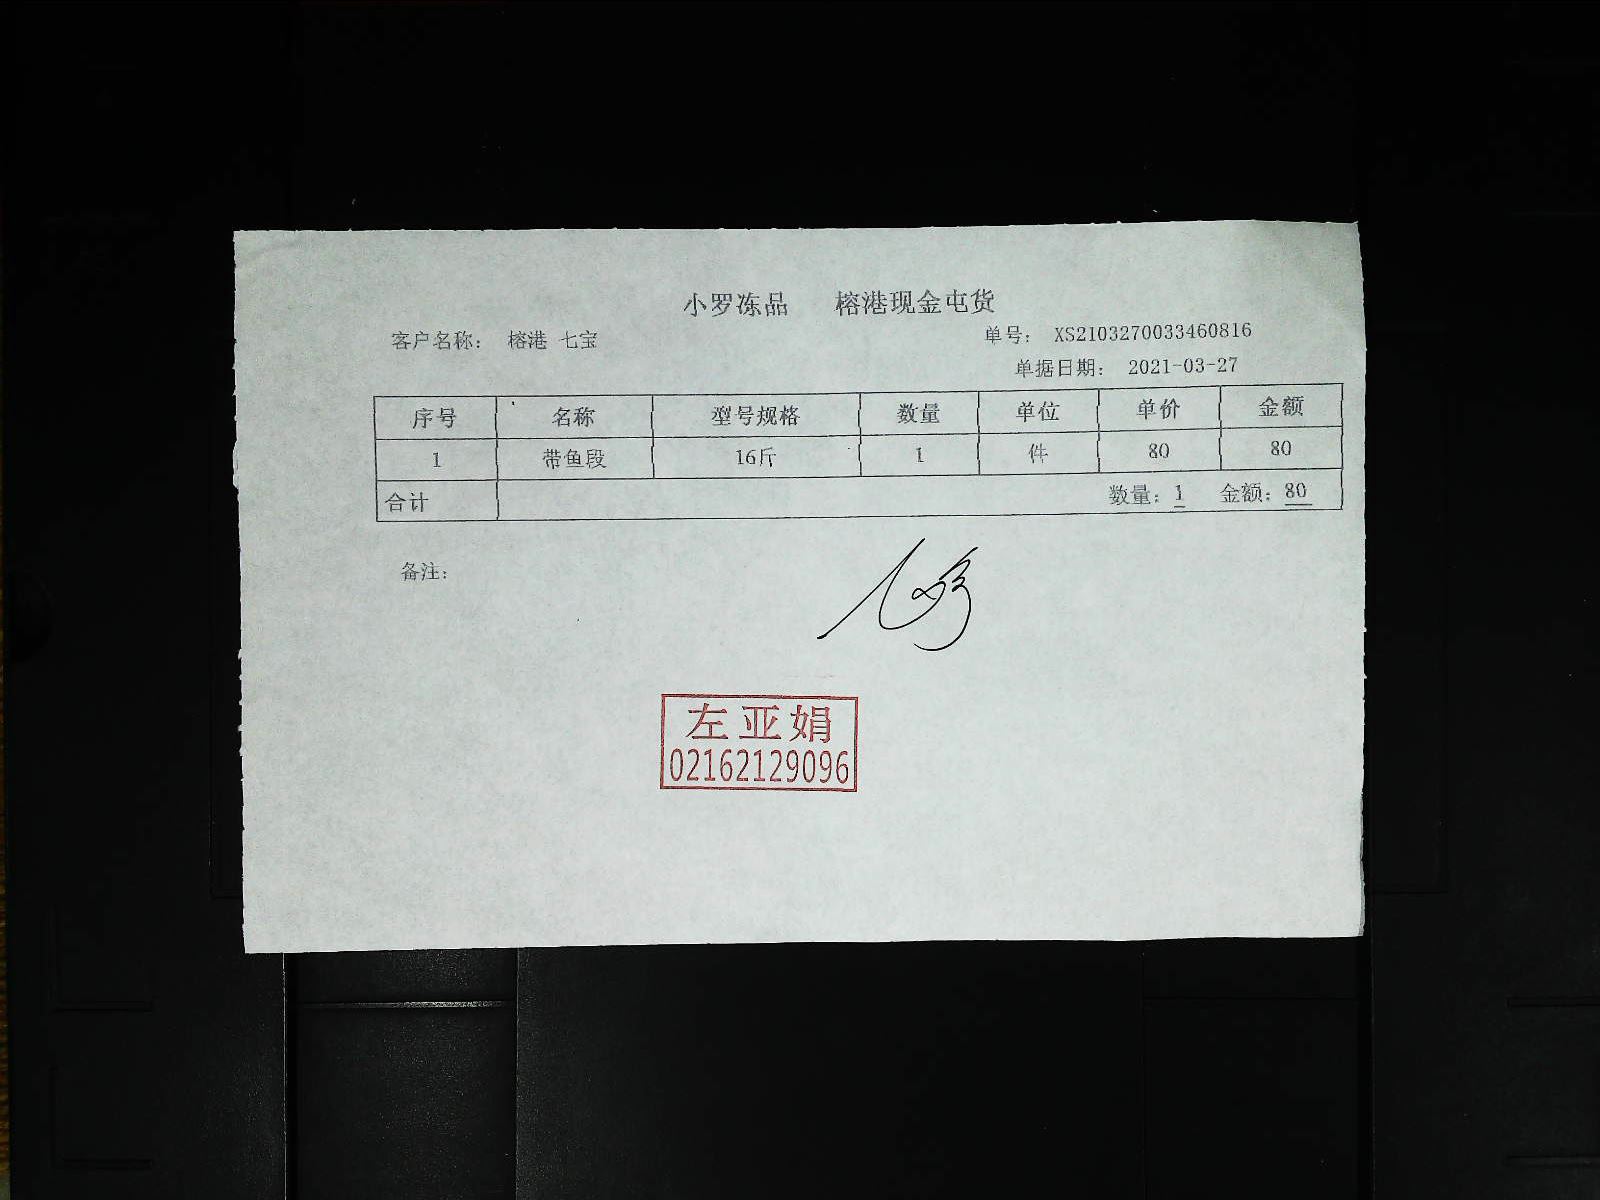 小罗冻品 榕港现金屯货
客户名称： 榕港 七宝 单号： XS2103270033460816
单据日期： 2021-03-27
序号 名称 型号规格 数量 单位 单价 金额
1 带鱼段 16斤 1 件 80 80
合计 数量：1 金额：80
备注：
左亚娟
02162129096